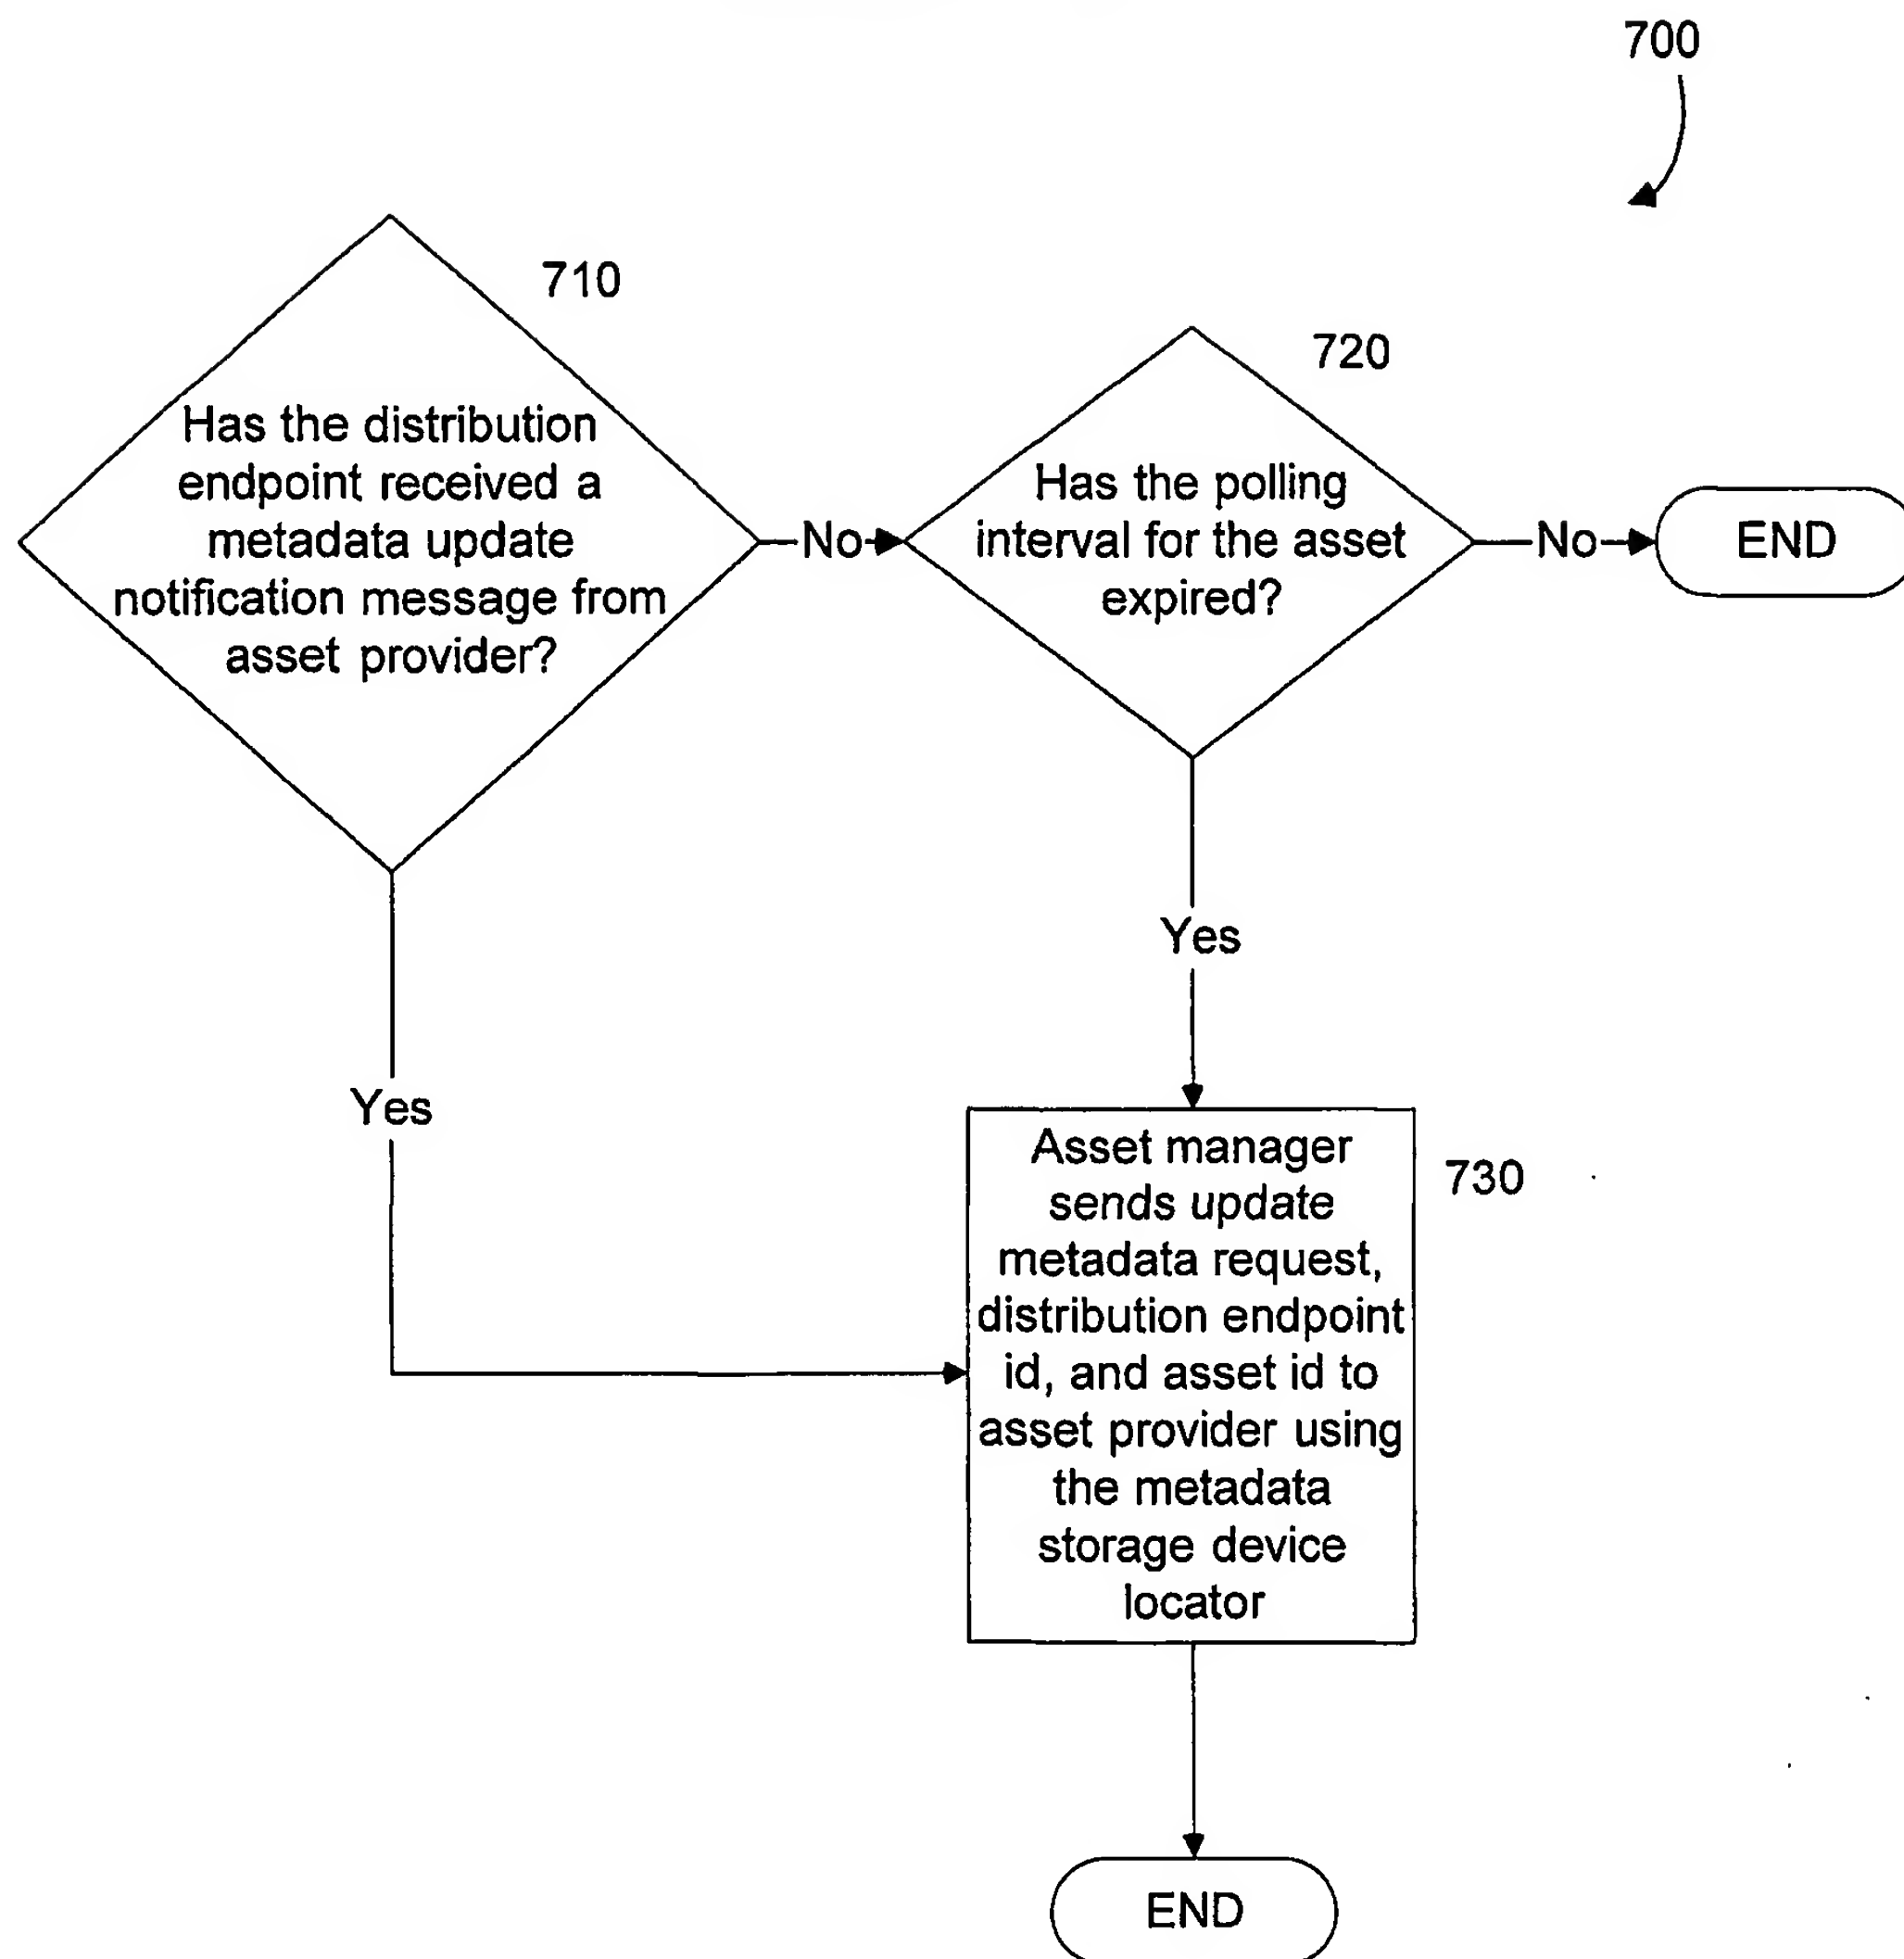 700
710
Has the distribution
endpoint received a
metadata update
notification message from
asset provider?
No
720
Has the polling
interval for the asset
expired?
No
END
Yes
Yes
730
Asset manager
sends update
metadata request,
distribution endpoint
id, and asset id to
asset provider using
the metadata
storage device
locator
END